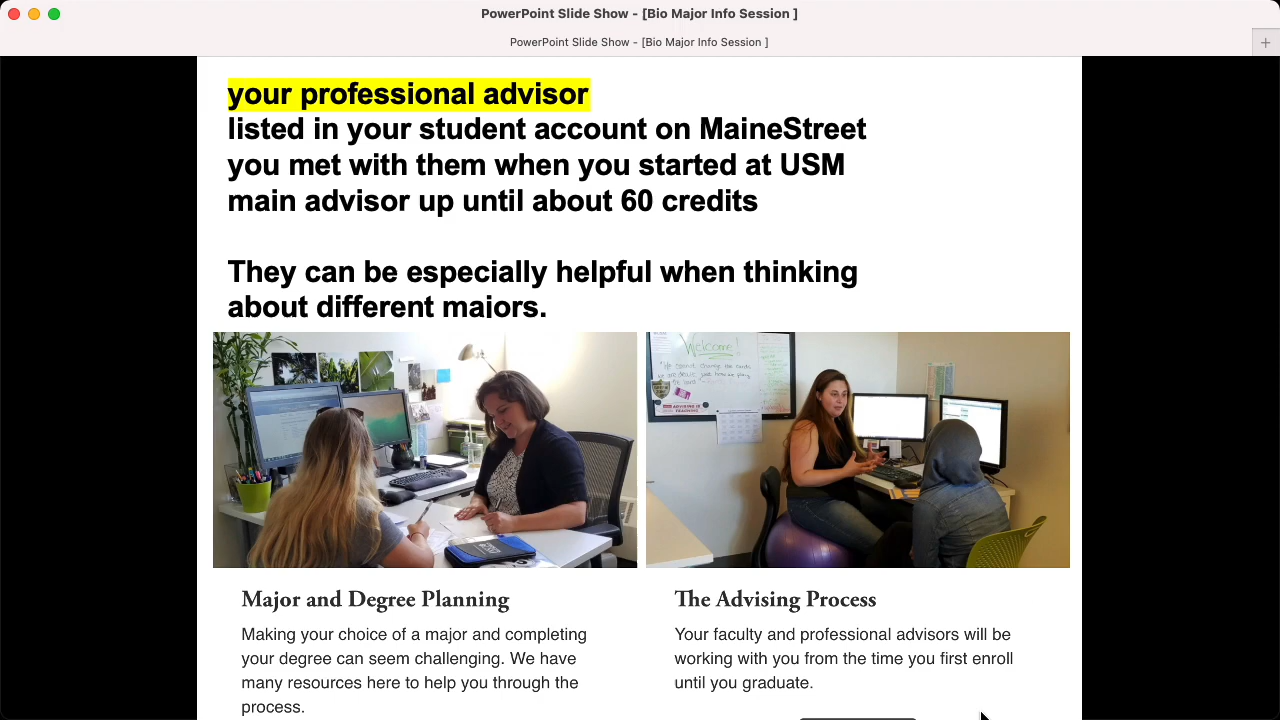 PowerPoint Slide Show - [Bio Major Info Session ]
PowerPoint Slide Show - [Bio Major Info Session ]
your professional advisor
listed in your student account on MaineStreet
you met with them when you started at USM
main advisor up until about 60 credits
They can be especially helpful when thinking
about different majors.
Welcome!
Major and Degree Planning
Making your choice of a major and completing
your degree can seem challenging. We have
many resources here to help you through the
process.
The Advising Process
Your faculty and professional advisors will be
working with you from the time you first enroll
until you graduate.